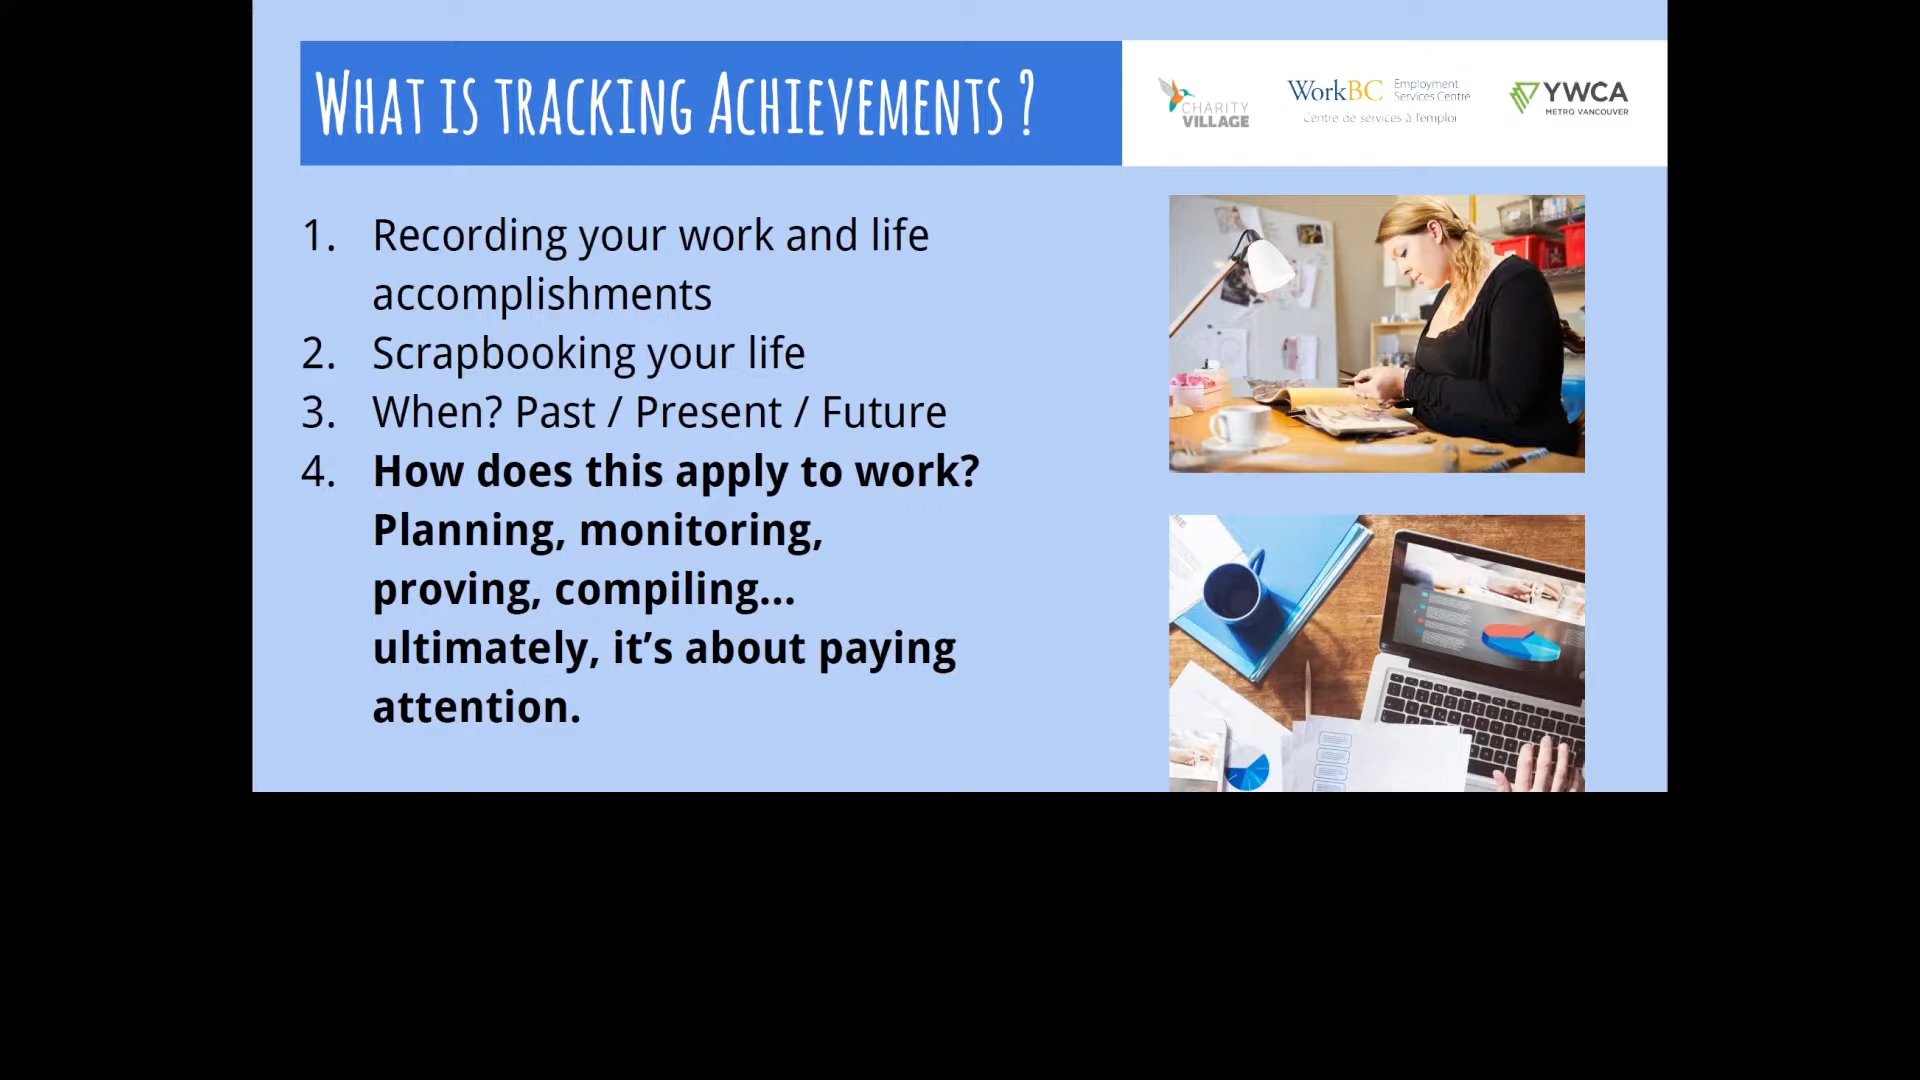 WHAT IS TRACKING ACHIEVEMENTS ?
CHARITY
VILLAGE
WorkBC Employment
Services Centre
Centre de services à l'emploi
YWCA
METRO VANCOUVER
1. Recording your work and life
accomplishments
2. Scrapbooking your life
3. When? Past / Present / Future
4. How does this apply to work?
Planning, monitoring,
proving, compiling...
ultimately, it’s about paying
attention.